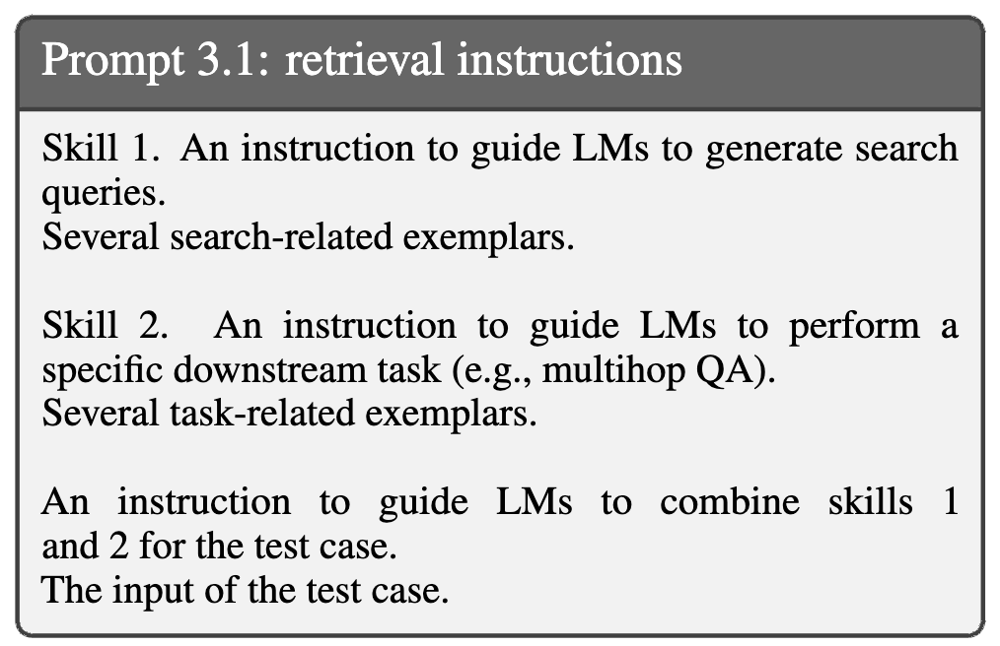 Prompt 3.1: retrieval instructions
Skill 1. An instruction to guide LMs to generate search
queries.
Several search-related exemplars.
Skill 2. An instruction to guide LMs to perform a
specific downstream task (e.g., multihop QA).
Several task-related exemplars.
An instruction to guide LMs to combine skills 1
and 2 for the test case.
The input of the test case.